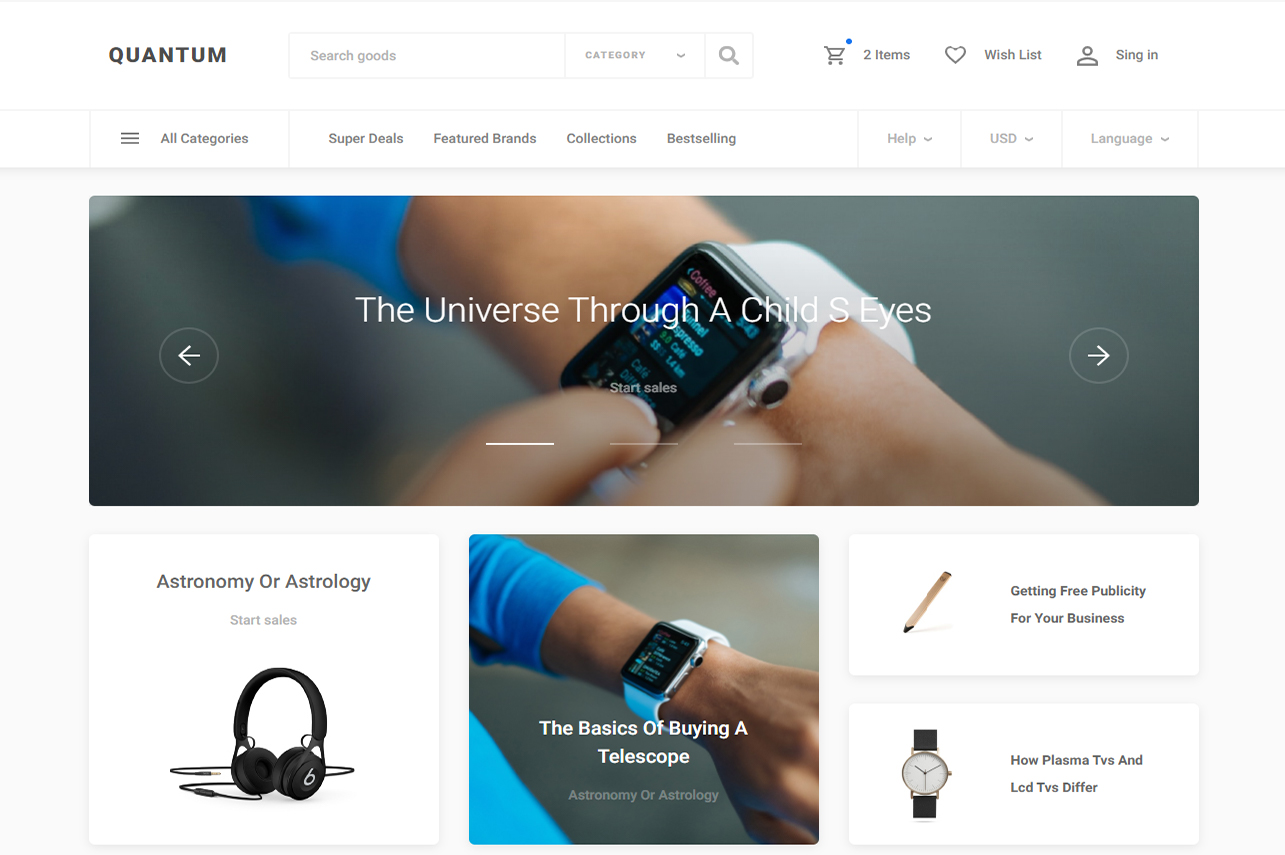 QUANTUM
Search goods
CATEGORY
2 Items
Wish List
Sing in
All Categories
Super Deals
Featured Brands
Collections
Bestselling
Help
USD
Language
The Universe Through A Child S Eyes
Start sales
Coffee
Espresso
Astronomy Or Astrology
Start sales
The Basics Of Buying A
Telescope
Astronomy Or Astrology
Getting Free Publicity
For Your Business
How Plasma Tvs And
Lcd Tvs Differ